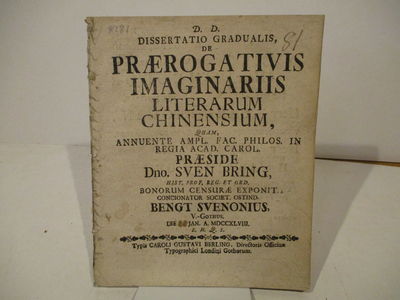 D. D.
DISSERTATIO GRADUALIS,
DE
PRÆROGATIVIS
IMAGINARIIS
LITERARUM
CHINENSIUM,
QUAM,
ANNUENTE AMPL. FAC. PHILOS. IN
REGIA ACAD. CAROL.
PRÆSIDE
Dno. SVEN BRING,
HIST. PROF. REG. ET ORD.
BONORUM CENSURÆ EXPONIT,
CONCIONATOR SOCIET. OSTIND.
BENGT SVENONIUS,
V.-GOTHUS.
DIE JAN. A. MDCCXLVIII.
L. H. Q. S.
Typis CAROLI GUSTAVI BERLING, Directoris Officinæ
Typographici Londini Gothorum.